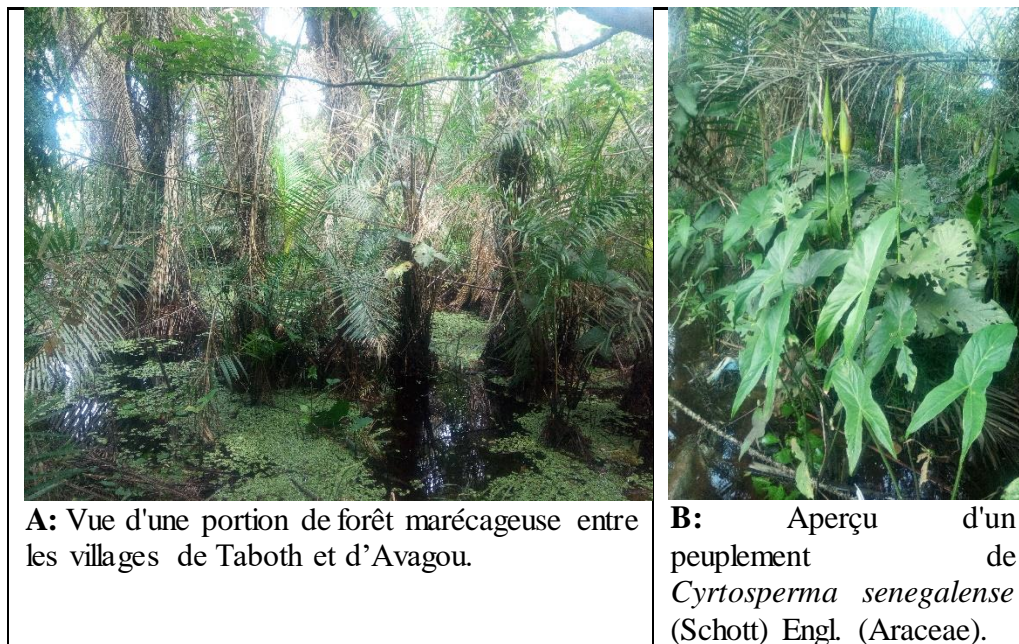 A: Vue d'une portion de forêt marécageuse entre
les villages de Taboth et d’Avagou.
B: Aperçu d'un
peuplement de
Cyrtosperma senegalense
(Schott) Engl. (Araceae).